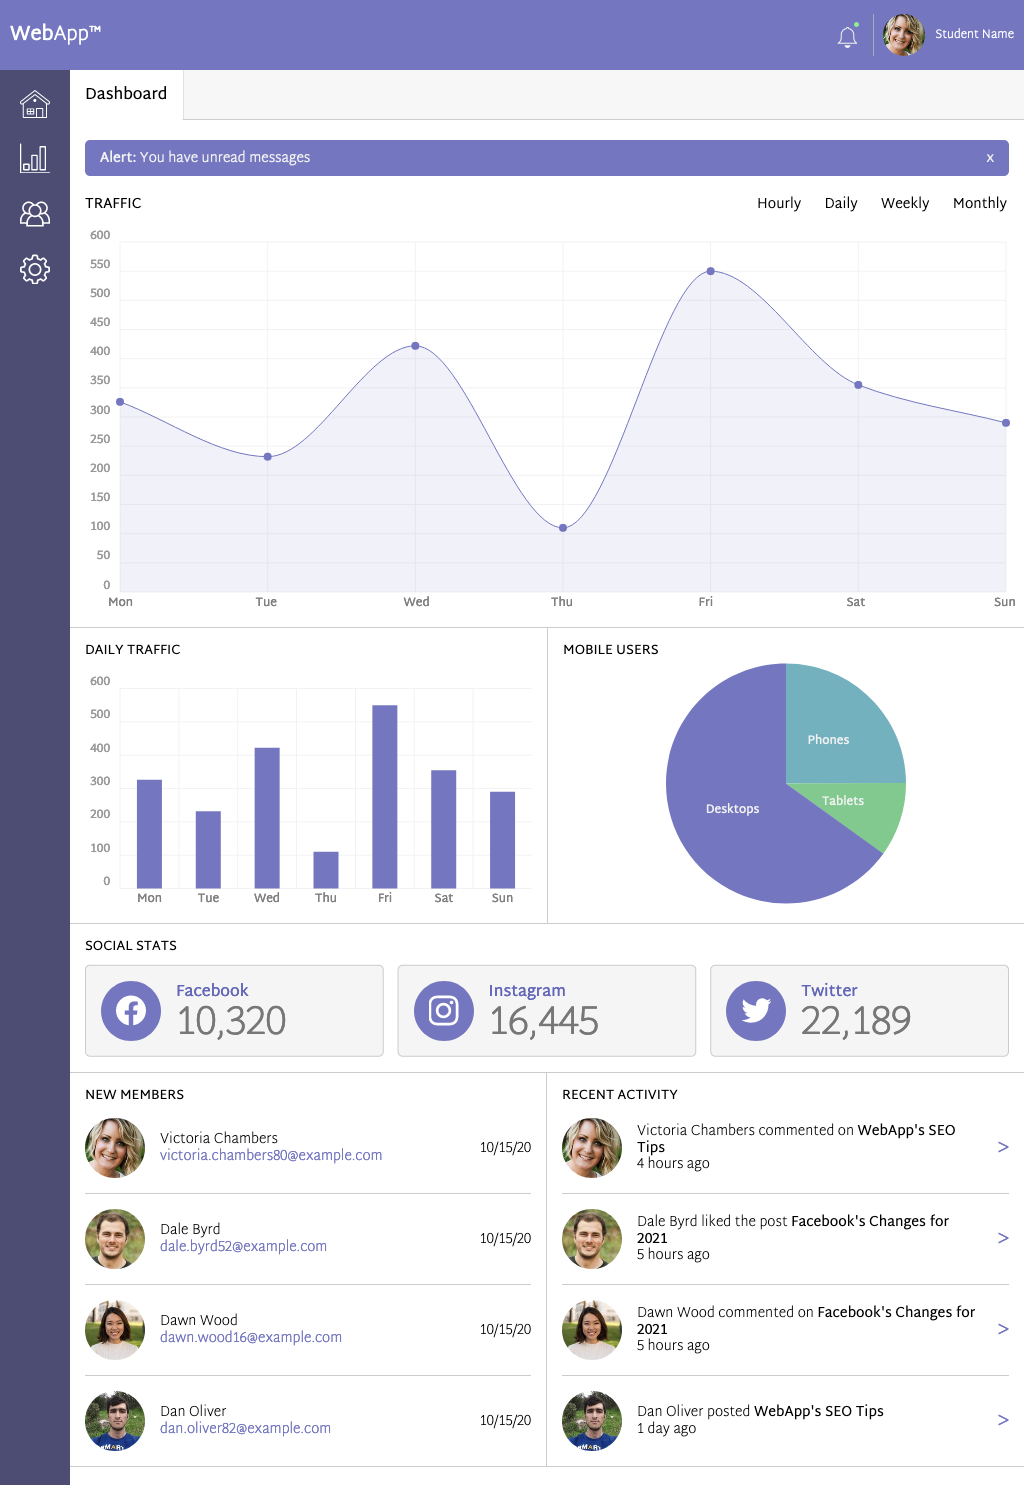 WebApp™
Student Name
Dashboard
Alert: You have unread messages
x
TRAFFIC
Hourly Daily Weekly Monthly
600
550
500
450
400
350
300
250
200
150
100
50
0
Mon Tue Wed Thu Fri Sat Sun
DAILY TRAFFIC
600
500
400
300
200
100
0
Mon Tue Wed Thu Fri Sat Sun
MOBILE USERS
Phones
Tablets
Desktops
SOCIAL STATS
Facebook
10,320
Instagram
16,445
Twitter
22,189
NEW MEMBERS
Victoria Chambers
victoria.chambers80@example.com
10/15/20
Dale Byrd
dale.byrd52@example.com
10/15/20
Dawn Wood
dawn.wood16@example.com
10/15/20
Dan Oliver
dan.oliver82@example.com
10/15/20
RECENT ACTIVITY
Victoria Chambers commented on WebApp's SEO
Tips
4 hours ago
>
Dale Byrd liked the post Facebook's Changes for
2021
5 hours ago
>
Dawn Wood commented on Facebook's Changes for
2021
5 hours ago
>
Dan Oliver posted WebApp's SEO Tips
1 day ago
>